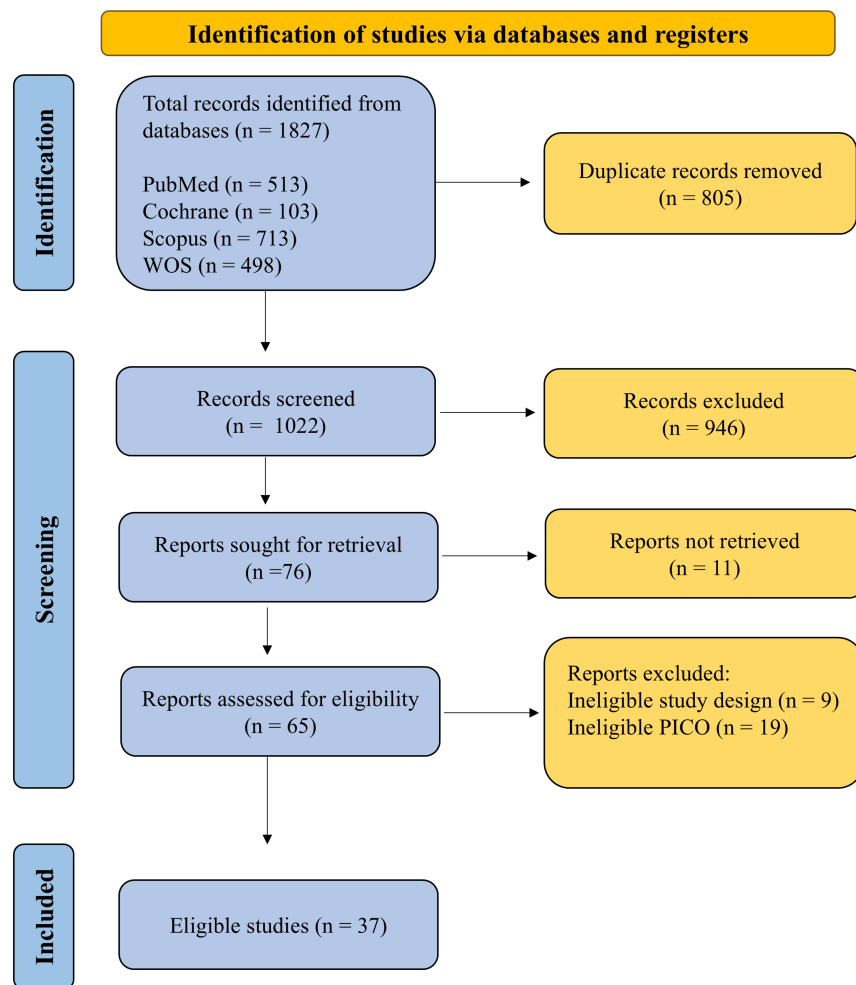 Identification of studies via databases and registers
Identification
Total records identified from
databases (n = 1827)
PubMed (n = 513)
Cochrane (n = 103)
Scopus (n = 713)
WOS (n = 498)
Duplicate records removed
(n = 805)
Screening
Records screened
(n =  1022)
Records excluded
(n = 946)
Reports sought for retrieval
(n =76)
Reports not retrieved
(n = 11)
Reports assessed for eligibility
(n = 65)
Reports excluded:
Ineligible study design (n = 9)
Ineligible PICO (n = 19)
Included
Eligible studies (n = 37)